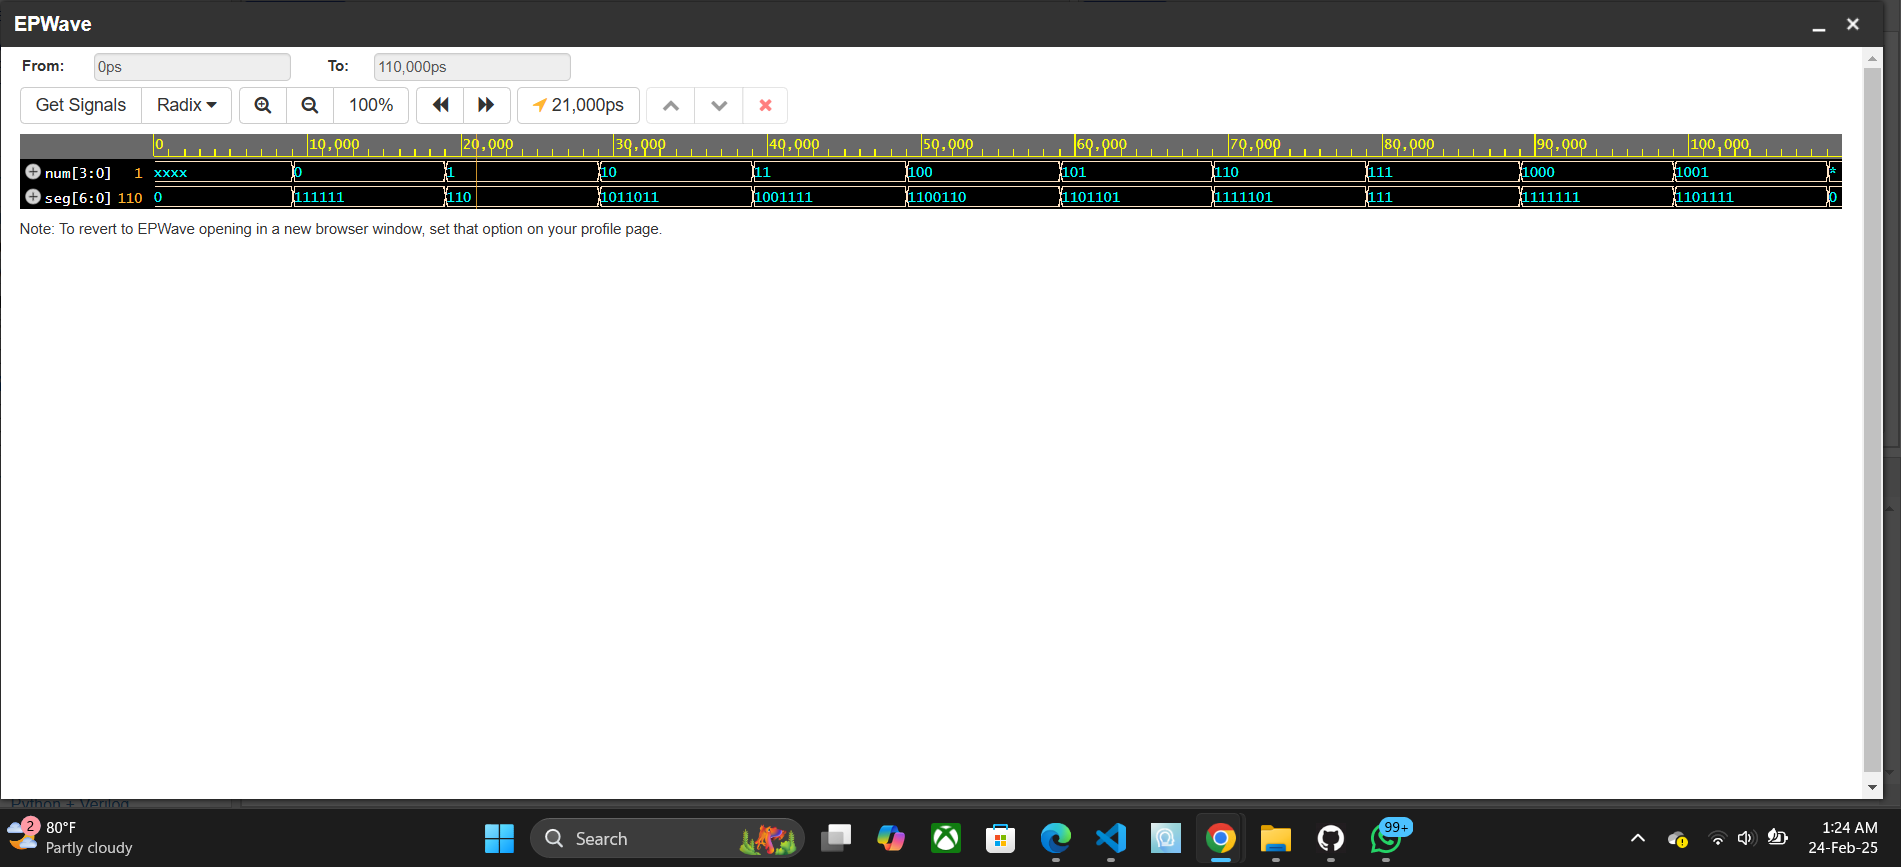 EPWave
From: 0ps To: 110,000ps
Get Signals Radix 100% 21,000ps
0 10,000 20,000 30,000 40,000 50,000 60,000 70,000 80,000 90,000 100,000
num[3:0] 1 xxxx 0 1 10 11 100 101 110 111 1000 1001 *
seg[6:0] 110 0 111111 110 1011011 1001111 1100110 1101101 1111101 111 1111111 1101111 0
Note: To revert to EPWave opening in a new browser window, set that option on your profile page.
Python + Verilog
2 80°F
Partly cloudy
Search
99+
1:24 AM
24-Feb-25